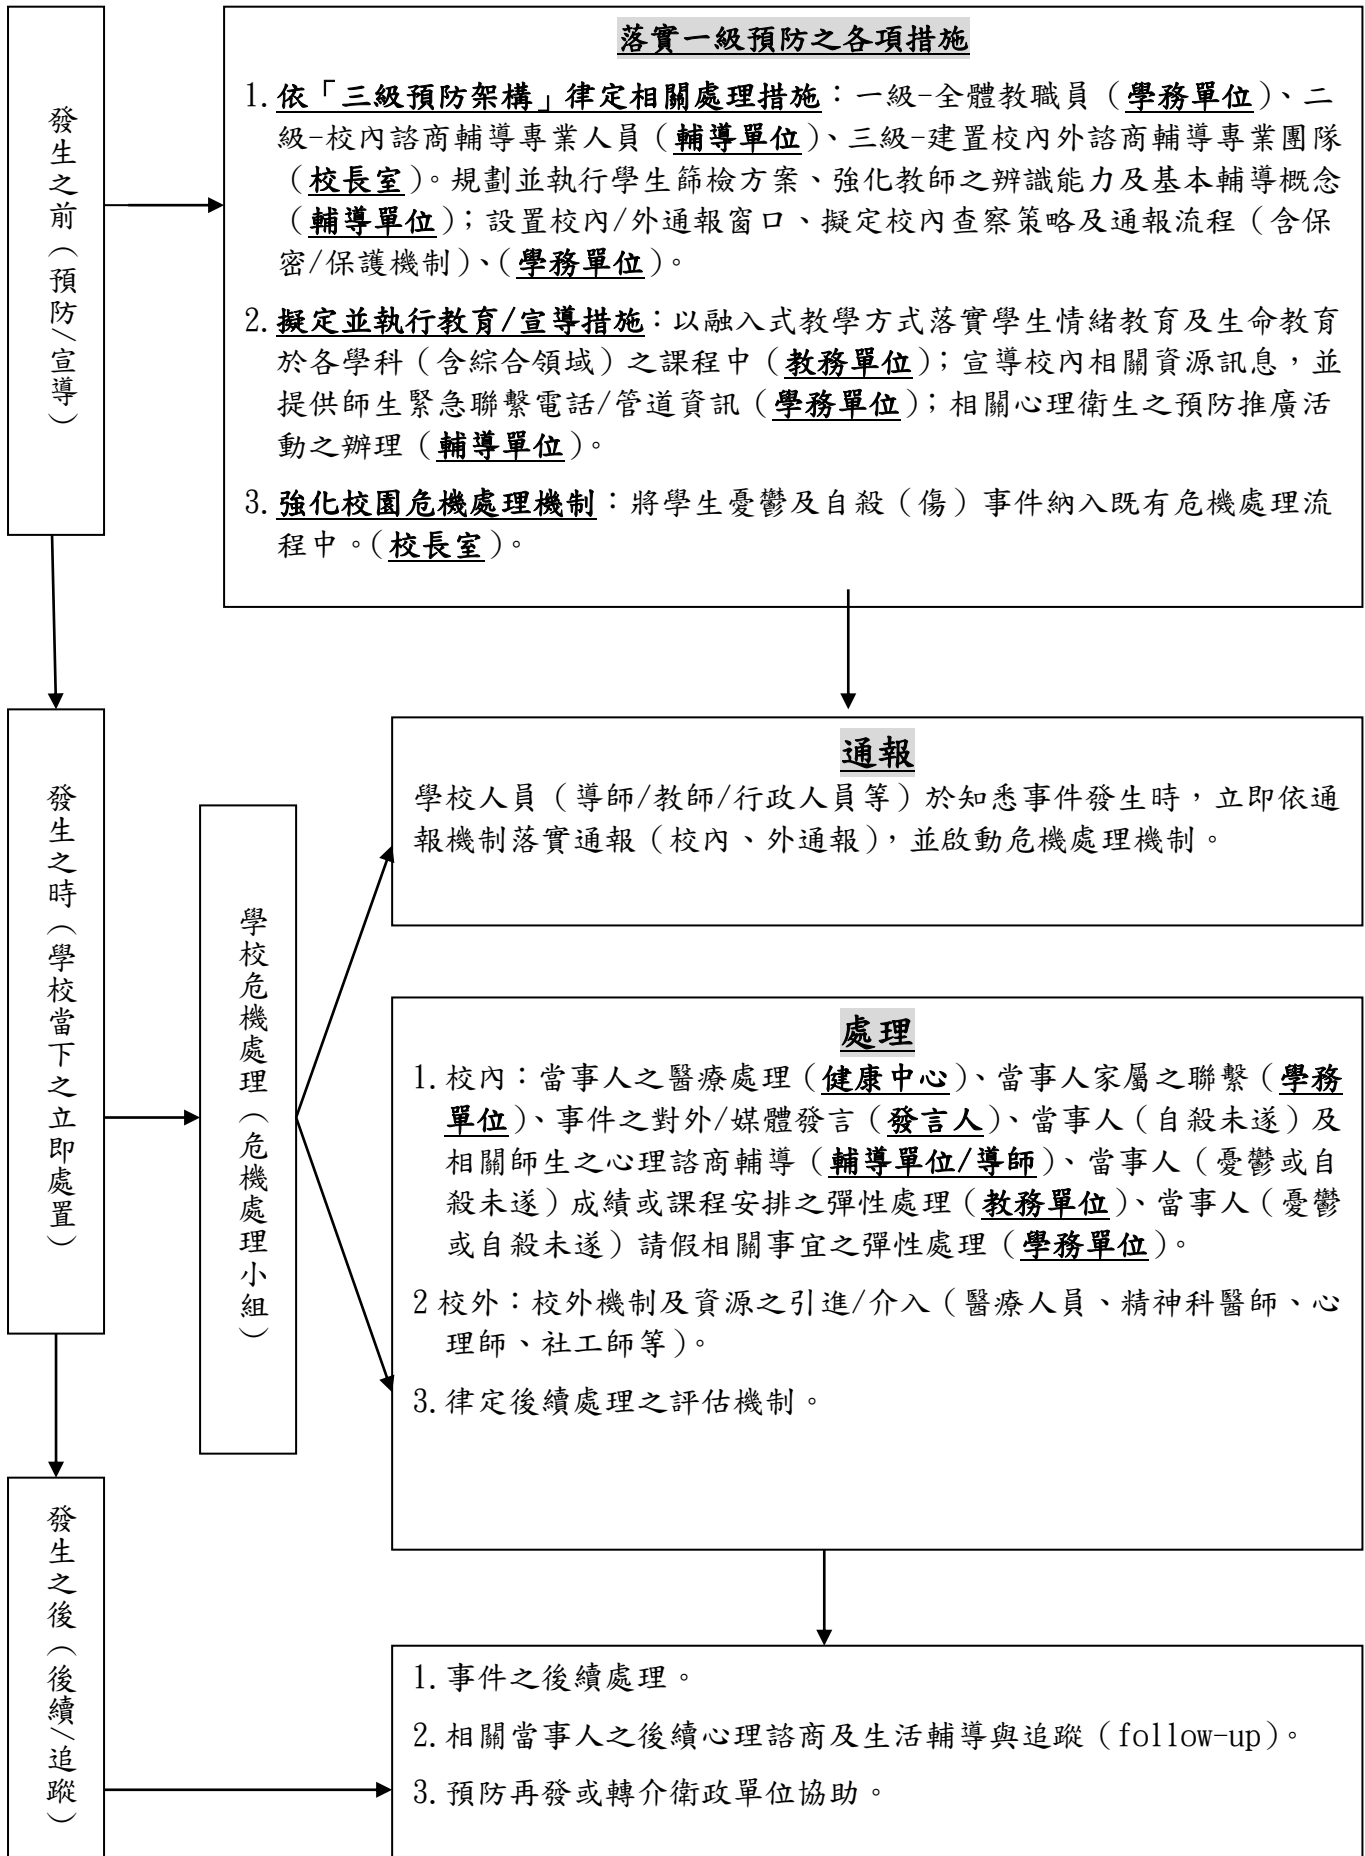 發生之前（預防/宣導）
落實一級預防之各項措施
1.依「三級預防架構」律定相關處理措施：一級-全體教職員（學務單位）、二
級-校內諮商輔導專業人員（輔導單位）、三級-建置校內外諮商輔導專業團隊
（校長室）。規劃並執行學生篩檢方案、強化教師之辨識能力及基本輔導概念
（輔導單位）；設置校內/外通報窗口、擬定校內查察策略及通報流程（含保
密/保護機制）、（學務單位）。
2.擬定並執行教育/宣導措施：以融入式教學方式落實學生情緒教育及生命教育
於各學科（含綜合領域）之課程中（教務單位）；宣導校內相關資源訊息，並
提供師生緊急聯繫電話/管道資訊（學務單位）；相關心理衛生之預防推廣活
動之辦理（輔導單位）。
3.強化校園危機處理機制：將學生憂鬱及自殺（傷）事件納入既有危機處理流
程中。（校長室）。
發生之時（學校當下之立即處置）
學校危機處理（危機處理小組）
通報
學校人員（導師/教師/行政人員等）於知悉事件發生時，立即依通
報機制落實通報（校內、外通報），並啟動危機處理機制。
處理
1.校內：當事人之醫療處理（健康中心）、當事人家屬之聯繫（學務
單位）、事件之對外/媒體發言（發言人）、當事人（自殺未遂）及
相關師生之心理諮商輔導（輔導單位/導師）、當事人（憂鬱或自
殺未遂）成績或課程安排之彈性處理（教務單位）、當事人（憂鬱
或自殺未遂）請假相關事宜之彈性處理（學務單位）。
2 校外：校外機制及資源之引進/介入（醫療人員、精神科醫師、心
理師、社工師等）。
3.律定後續處理之評估機制。
發生之後（後續/追蹤）
1.事件之後續處理。
2.相關當事人之後續心理諮商及生活輔導與追蹤（follow-up）。
3.預防再發或轉介衛政單位協助。